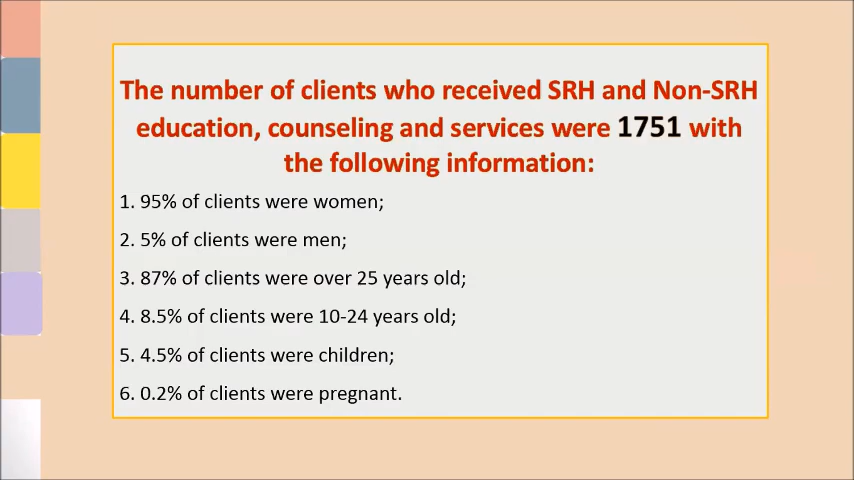 The number of clients who received SRH and Non-SRH
education, counseling and services were 1751 with
the following information:
1. 95% of clients were women;
2. 5% of clients were men;
3. 87% of clients were over 25 years old;
4. 8.5% of clients were 10-24 years old;
5. 4.5% of clients were children;
6. 0.2% of clients were pregnant.